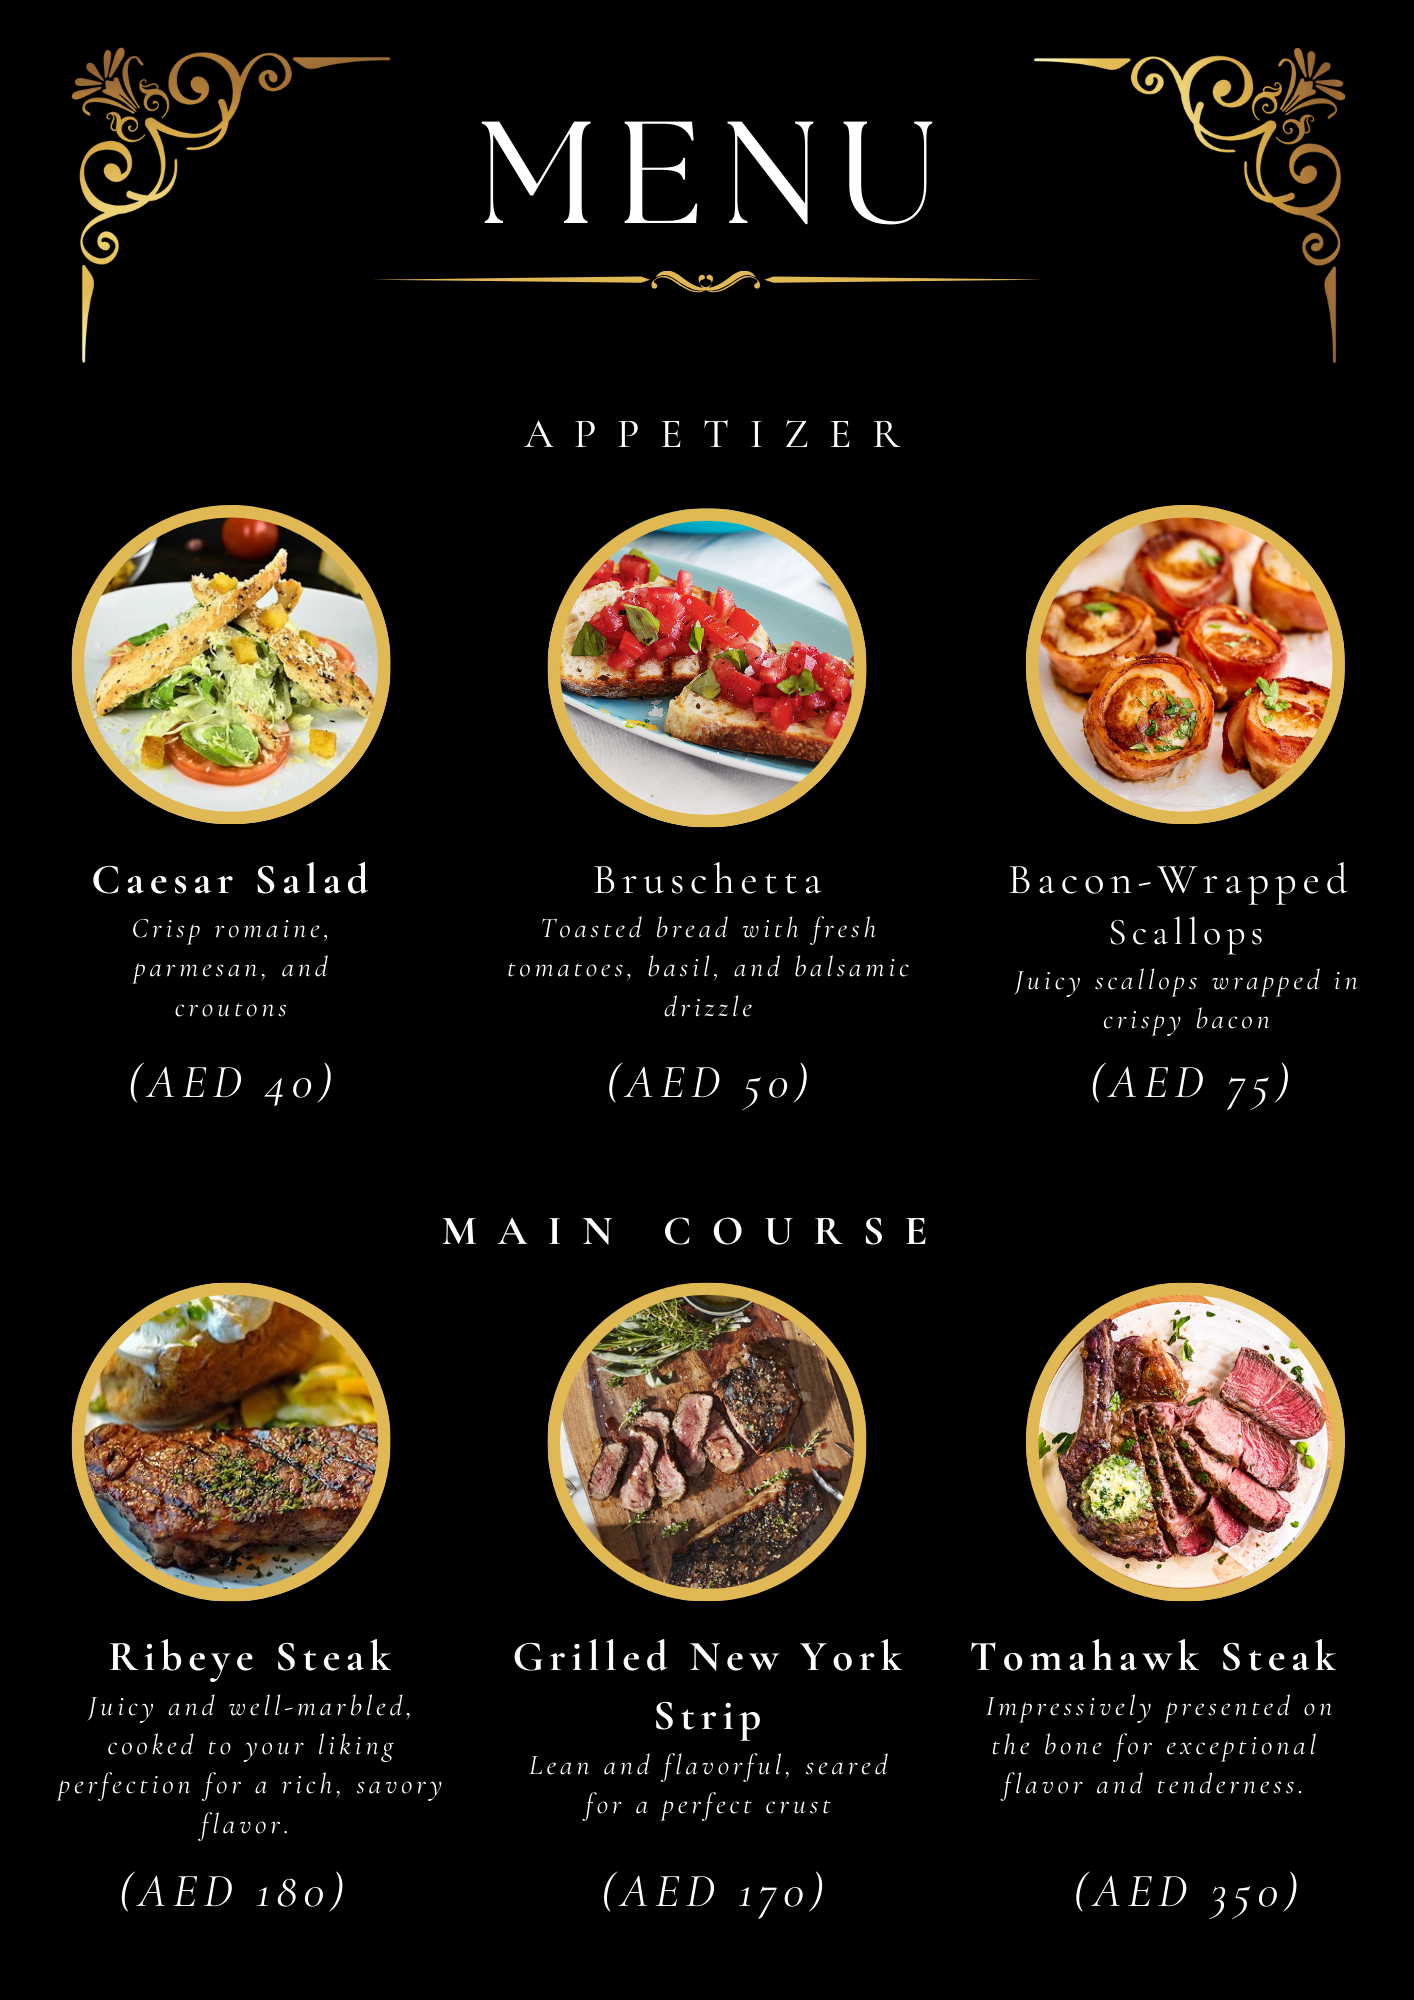 MENU
APPETIZER
Caesar Salad
Crisp romaine,
parmesan, and
croutons
(AED 40)
Bruschetta
Toasted bread with fresh
tomatoes, basil, and balsamic
drizzle
(AED 50)
Bacon-Wrapped
Scallops
Juicy scallops wrapped in
crispy bacon
(AED 75)
MAIN COURSE
Ribeye Steak
Juicy and well-marbled,
cooked to your liking
perfection for a rich, savory
flavor.
(AED 180)
Grilled New York
Strip
Lean and flavorful, seared
for a perfect crust
(AED 170)
Tomahawk Steak
Impressively presented on
the bone for exceptional
flavor and tenderness.
(AED 350)